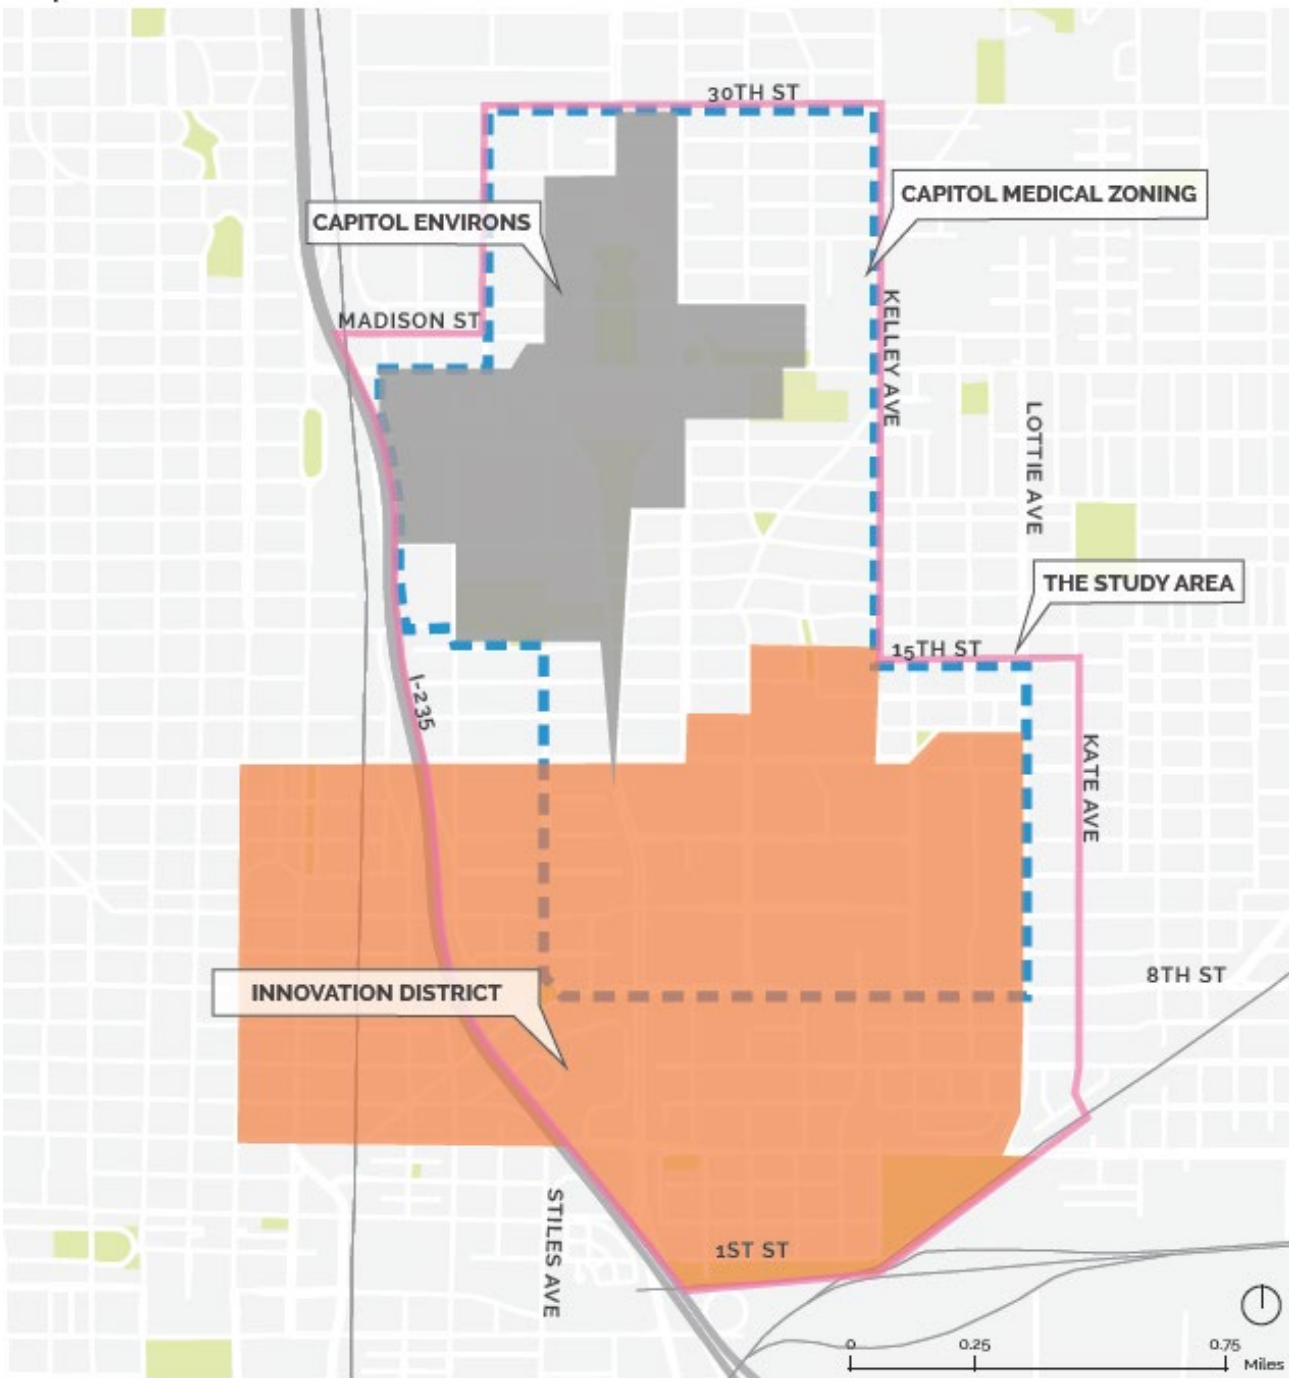 30TH ST
CAPITOL MEDICAL ZONING
CAPITOL ENVIRONS
MADISON ST
KELLEY AVE
LOTTIE AVE
THE STUDY AREA
15TH ST
I-235
KATE AVE
8TH ST
INNOVATION DISTRICT
STILES AVE
1ST ST
0 0.25 0.75
Miles